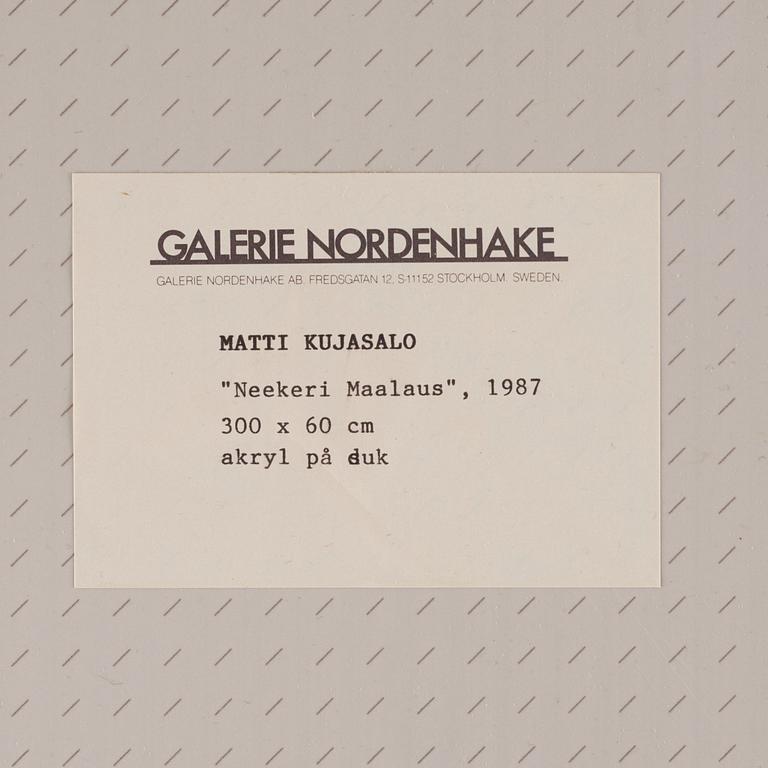 GALERIE NORDENHAKE
GALERIE NORDENHAKE AB. FREDSGATAN 12, S-11152 STOCKHOLM. SWEDEN.
MATTI KUJASALO
"Neekeri Maalaus", 1987
300 x 60 cm
akryl på duk